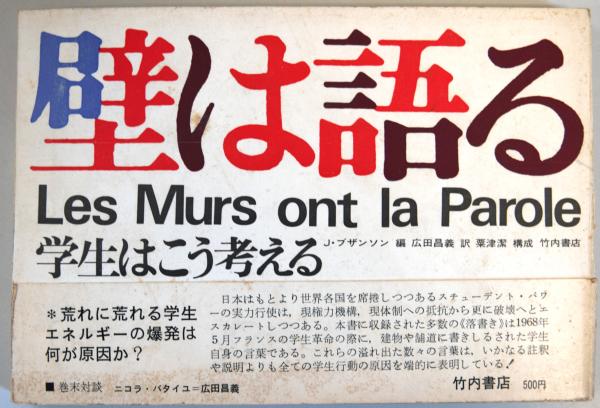 壁は語る
Les Murs ont la Parole
学生はこう考える
J・ブザンソン 編 広田昌義 訳 粟津潔 構成 竹内書店
＊荒れに荒れる学生
エネルギーの爆発は
何が原因か？
日本はもとより世界各国を席捲しつつあるスチューデント・パワ
ーの実力行使は，現権力機構，現体制への抵抗から更に破壊へとエ
スカレートしつつある。本書に収録された多数の《落書き》は1968年
５月フランスの学生革命の際に，建物や舗道に書きしるされた学生
自身の言葉である。これらの溢れ出た数々の言葉は，いかなる註釈
や説明よりも全ての学生行動の原因を端的に表明している！
■ 巻末対談 ニコラ・バタイユ＝広田昌義
竹内書店 500円